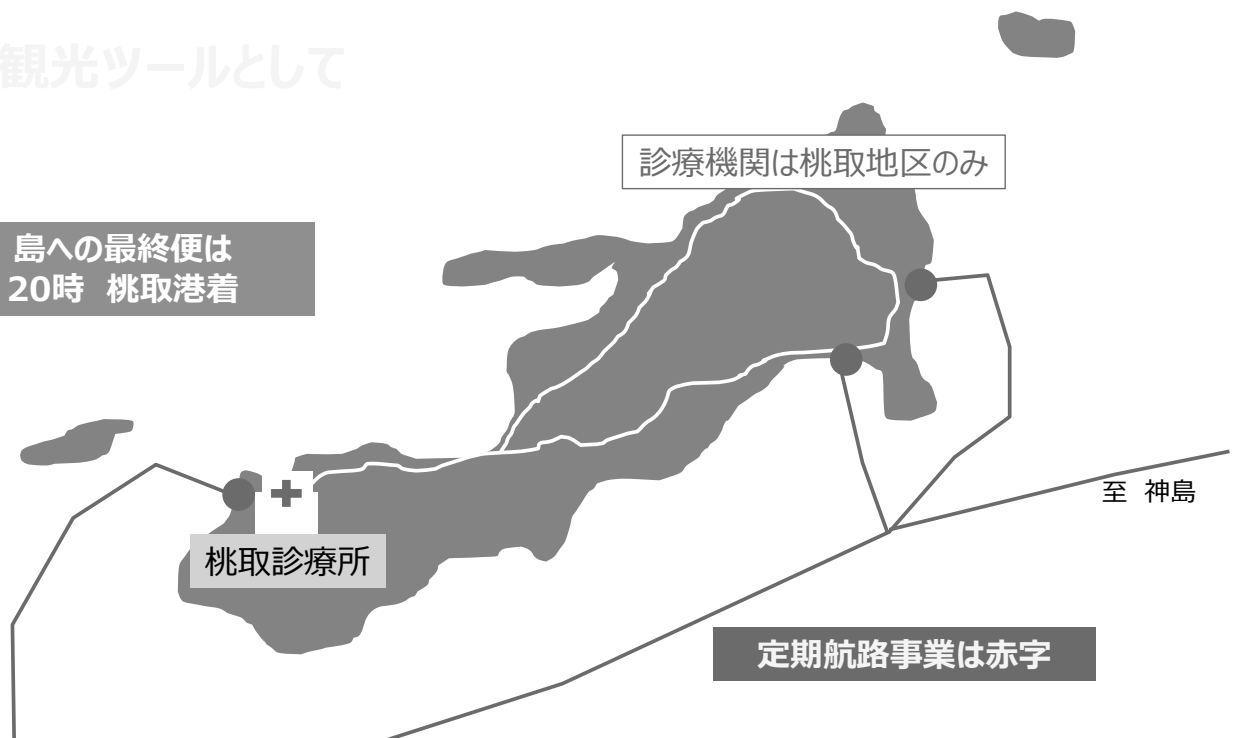 観光ツールとして
診療機関は桃取地区のみ
島への最終便は
20時 桃取港着
至 神島
桃取診療所
定期航路事業は赤字